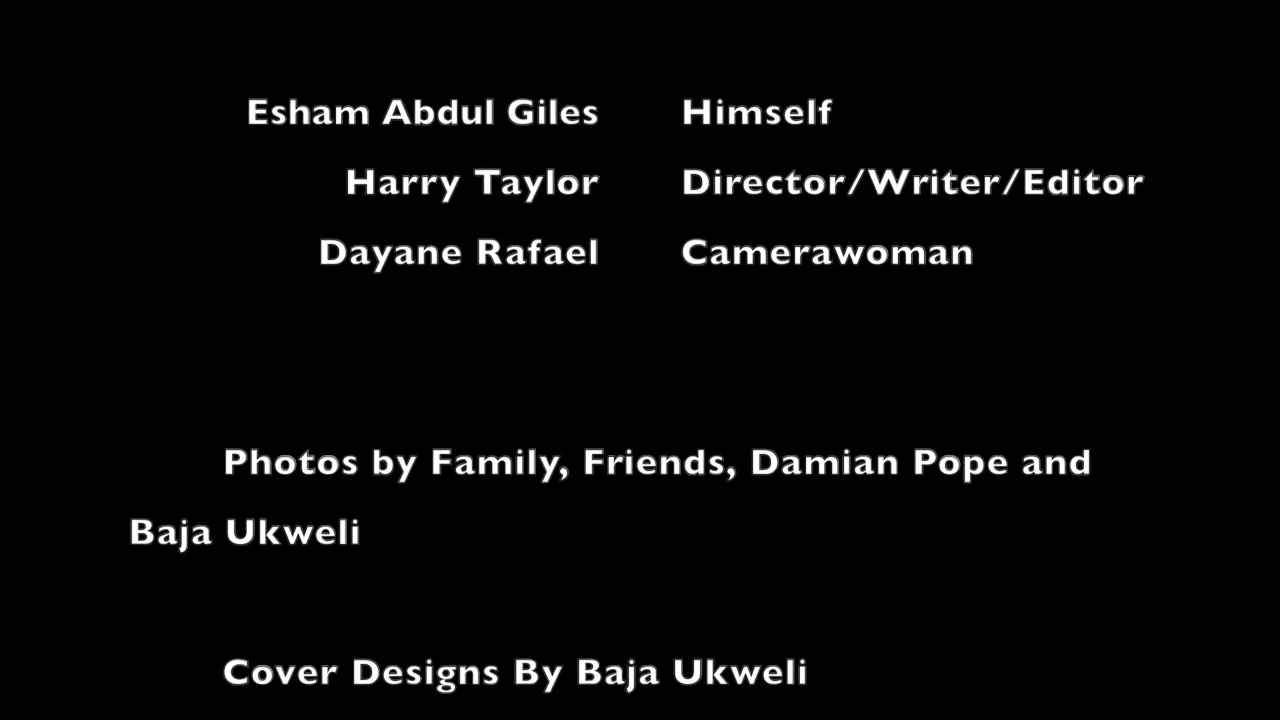 Esham Abdul Giles Himself
Harry Taylor Director/Writer/Editor
Dayane Rafael Camerawoman
Photos by Family, Friends, Damian Pope and
Baja Ukweli
Cover Designs By Baja Ukweli